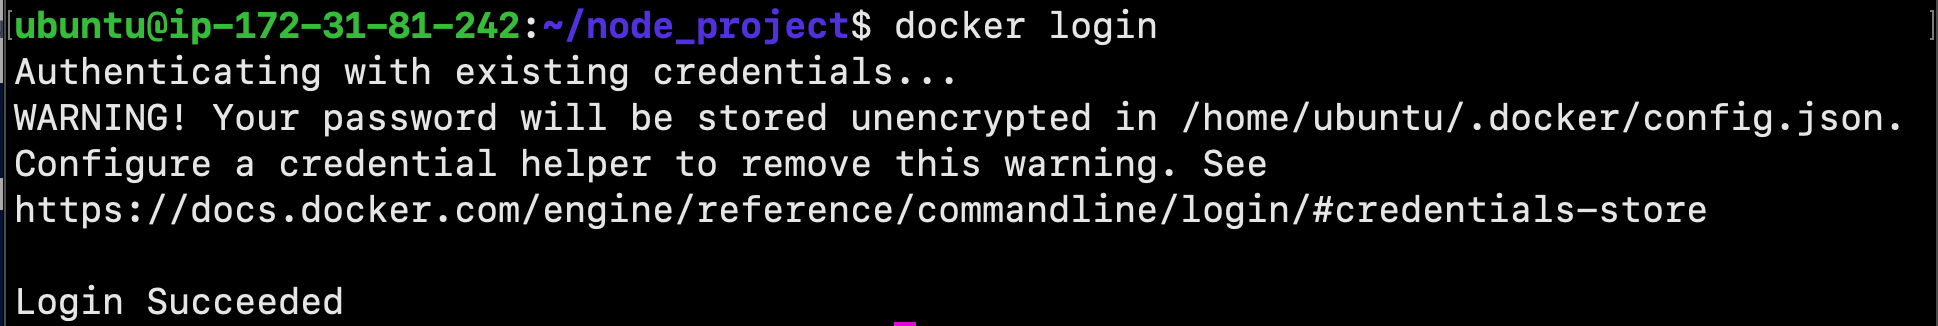 [ubuntu@ip-172-31-81-242:~/node_project$ docker login ]
Authenticating with existing credentials...
WARNING! Your password will be stored unencrypted in /home/ubuntu/.docker/config.json.
Configure a credential helper to remove this warning. See
https://docs.docker.com/engine/reference/commandline/login/#credentials-store
Login Succeeded